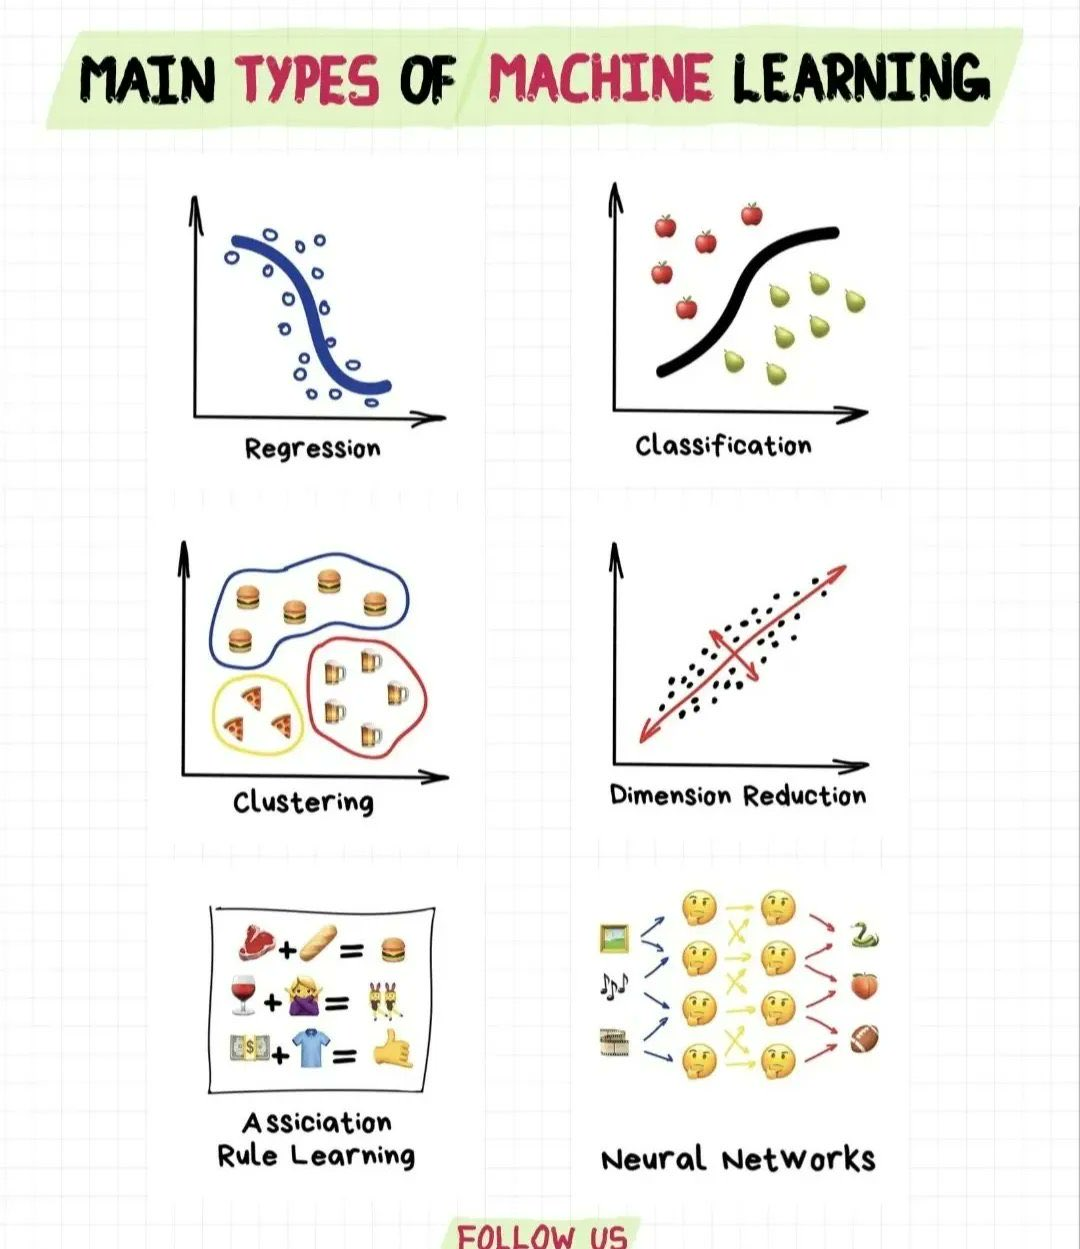 MAIN TYPES OF MACHINE LEARNING
Regression
Classification
Clustering
Dimension Reduction
Assiciation
Rule Learning
Neural Networks
FOLLOW US